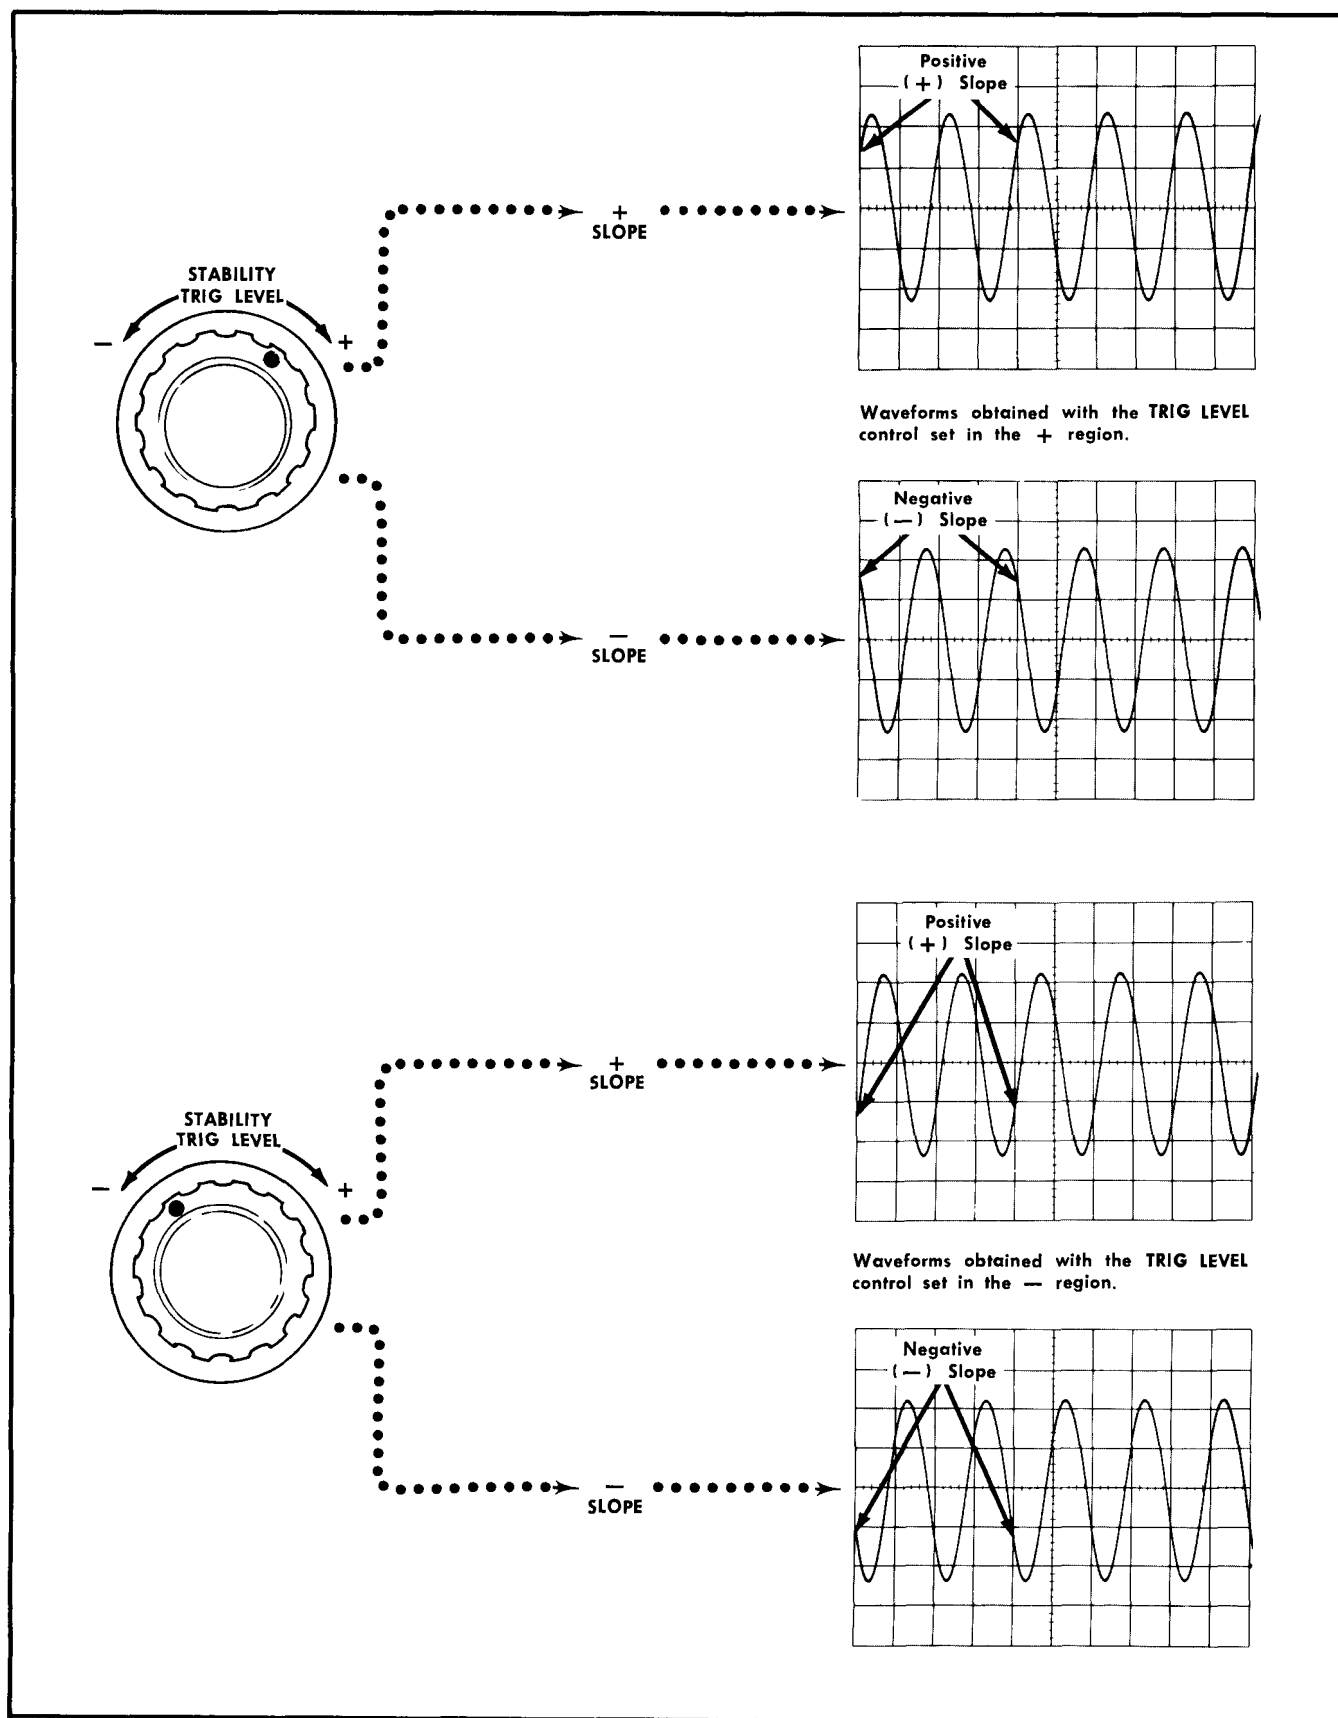 Positive
(+) Slope
+
SLOPE
STABILITY
TRIG LEVEL
−
+
Waveforms obtained with the TRIG LEVEL
control set in the + region.
Negative
(−) Slope
−
SLOPE
Positive
(+) Slope
+
SLOPE
STABILITY
TRIG LEVEL
−
+
Waveforms obtained with the TRIG LEVEL
control set in the − region.
Negative
(−) Slope
−
SLOPE